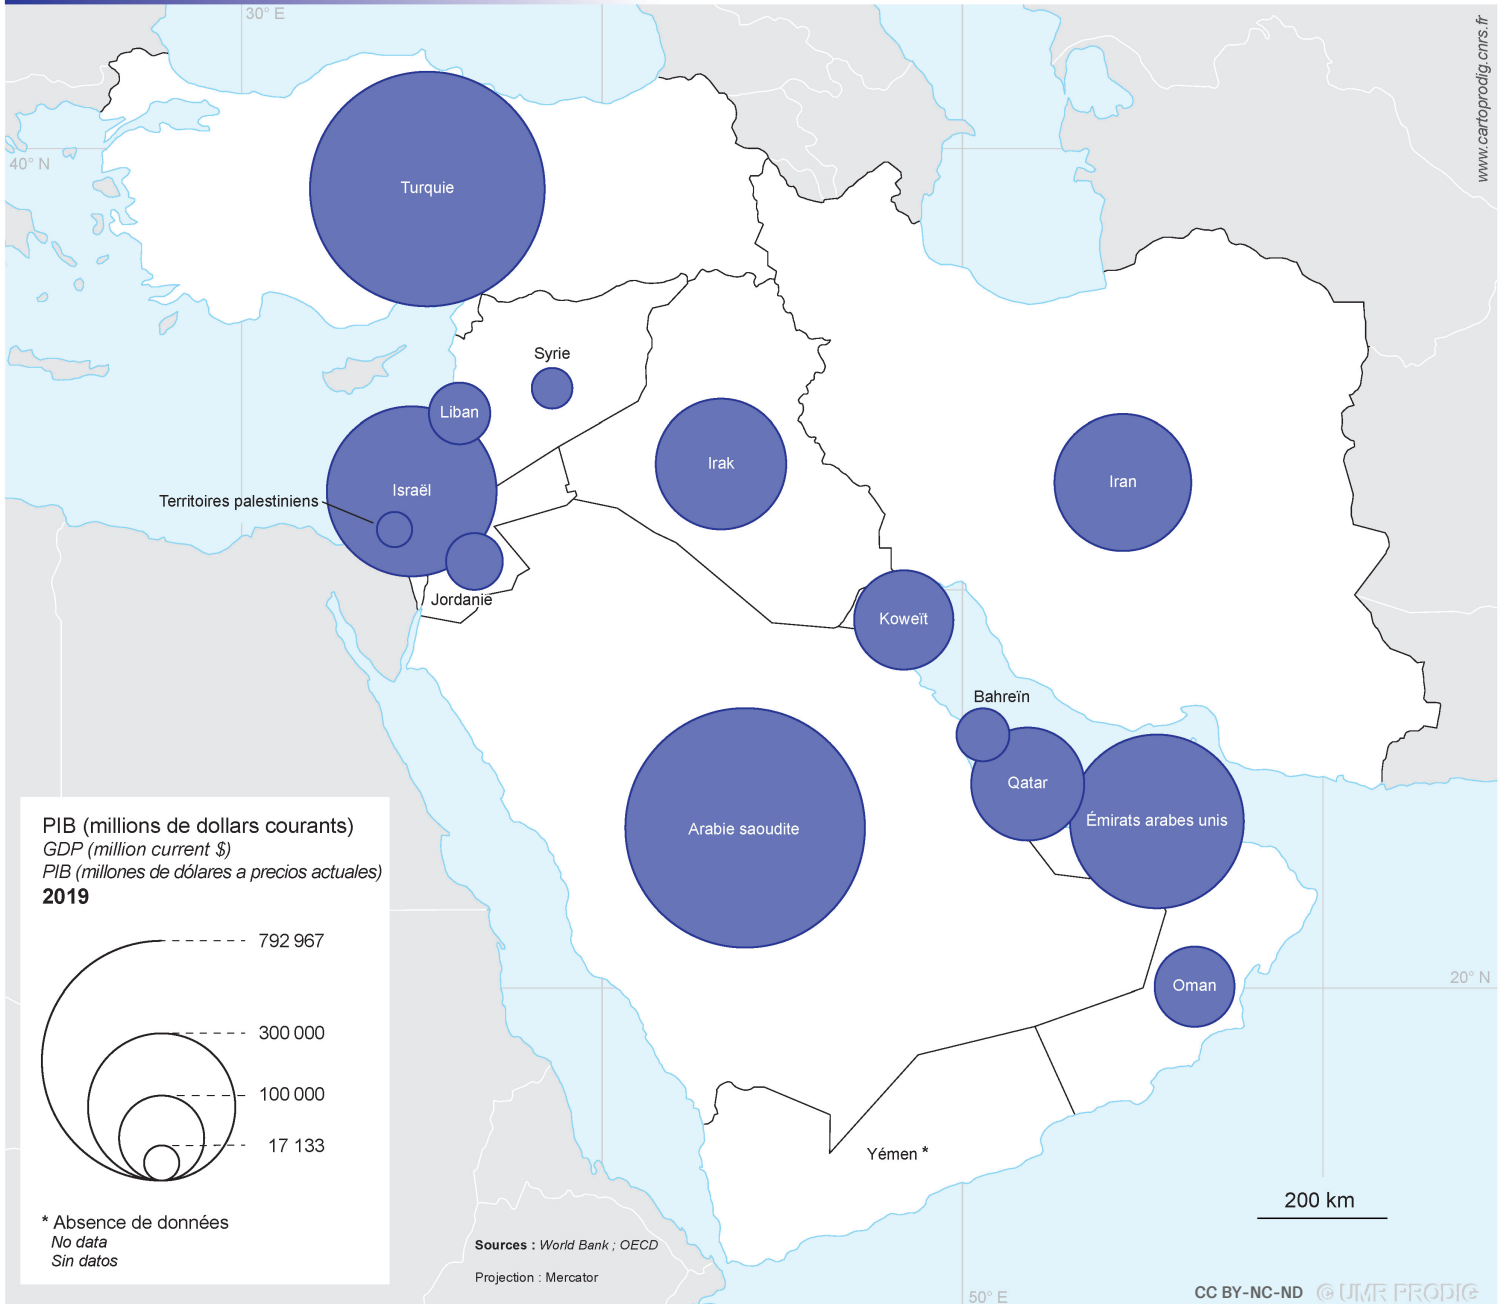 30° E
www.cartoprodig.cnrs.fr
40° N
Turquie
Syrie
Liban
Irak
Iran
Israël
Territoires palestiniens
Jordanie
Koweït
Bahreïn
Qatar
Émirats arabes unis
Arabie saoudite
Oman
20° N
Yémen *
PIB (millions de dollars courants)
GDP (million current $)
PIB (millones de dólares a precios actuales)
2019
792 967
300 000
100 000
17 133
* Absence de données
No data
Sin datos
Sources : World Bank ; OECD
Projection : Mercator
200 km
50° E
CC BY-NC-ND © UMR PRODIG